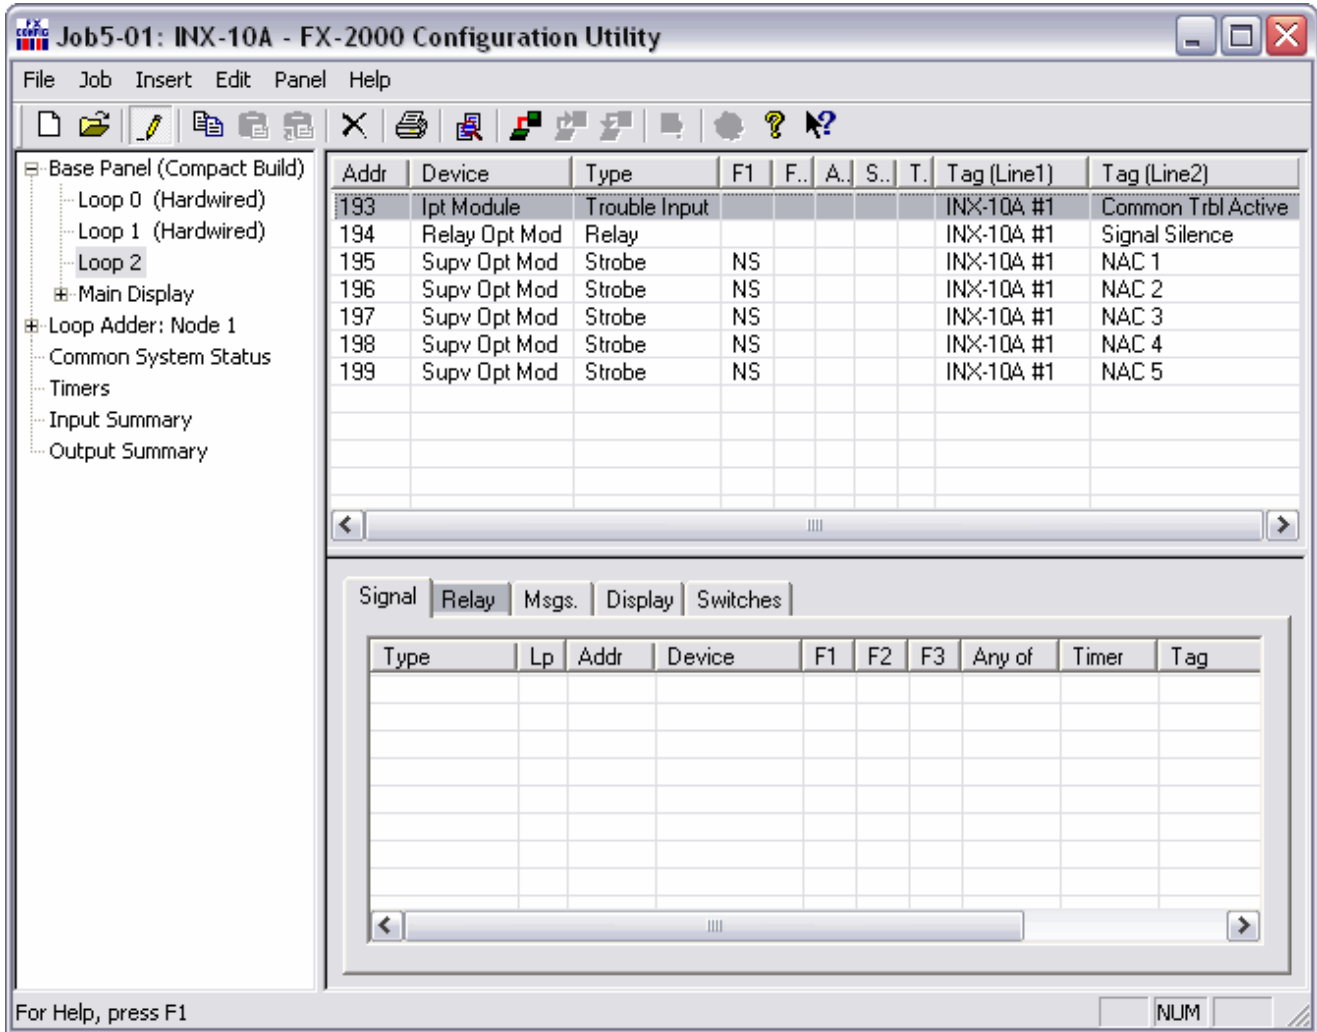 FX CONFIG Job5-01: INX-10A - FX-2000 Configuration Utility
File Job Insert Edit Panel Help
Base Panel (Compact Build)
Loop 0 (Hardwired)
Loop 1 (Hardwired)
Loop 2
Main Display
Loop Adder: Node 1
Common System Status
Timers
Input Summary
Output Summary
Addr Device Type F1 F.. A.. S.. T.. Tag (Line1) Tag (Line2)
193 Ipt Module Trouble Input INX-10A #1 Common Trbl Active
194 Relay Opt Mod Relay INX-10A #1 Signal Silence
195 Supv Opt Mod Strobe NS INX-10A #1 NAC 1
196 Supv Opt Mod Strobe NS INX-10A #1 NAC 2
197 Supv Opt Mod Strobe NS INX-10A #1 NAC 3
198 Supv Opt Mod Strobe NS INX-10A #1 NAC 4
199 Supv Opt Mod Strobe NS INX-10A #1 NAC 5
Signal Relay Msgs. Display Switches
Type Lp Addr Device F1 F2 F3 Any of Timer Tag
For Help, press F1 NUM